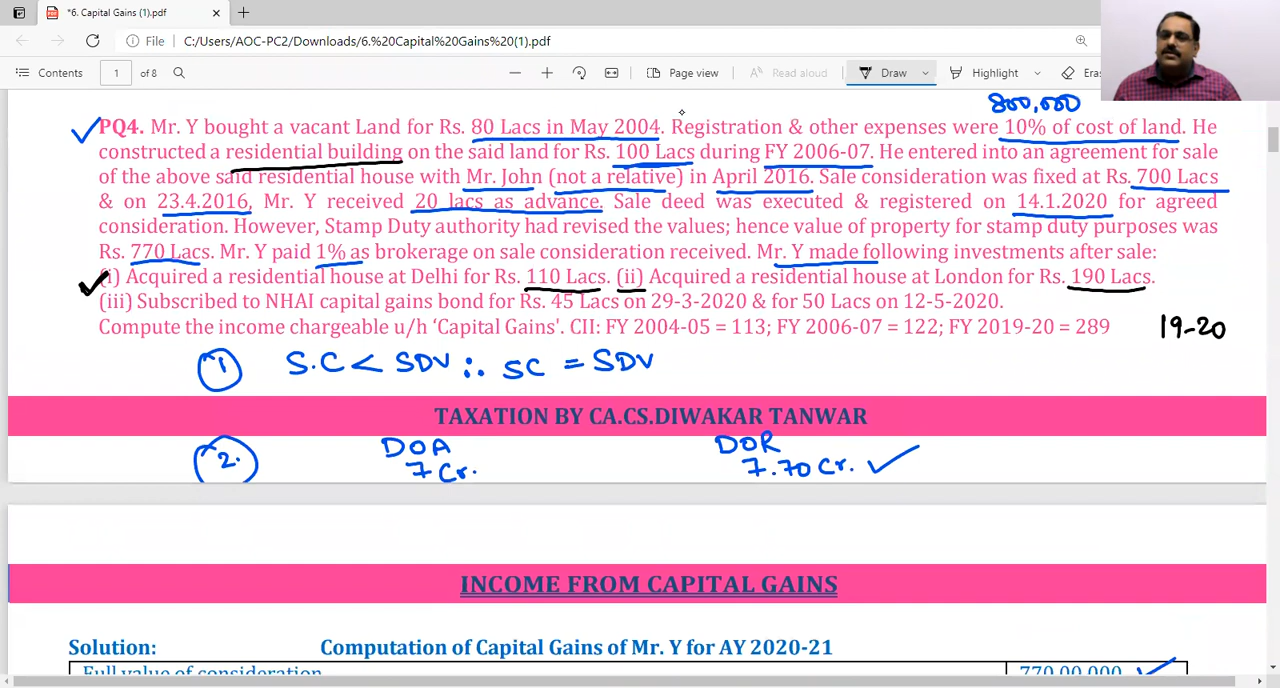 *6. Capital Gains (1).pdf
File C:/Users/AOC-PC2/Downloads/6.%20Capital%20Gains%20(1).pdf
Contents 1 of 8 Page view Read aloud Draw Highlight
800,000
PQ4. Mr. Y bought a vacant Land for Rs. 80 Lacs in May 2004. Registration & other expenses were 10% of cost of land. He
constructed a residential building on the said land for Rs. 100 Lacs during FY 2006-07. He entered into an agreement for sale
of the above said residential house with Mr. John (not a relative) in April 2016. Sale consideration was fixed at Rs. 700 Lacs
& on 23.4.2016, Mr. Y received 20 lacs as advance. Sale deed was executed & registered on 14.1.2020 for agreed
consideration. However, Stamp Duty authority had revised the values; hence value of property for stamp duty purposes was
Rs. 770 Lacs. Mr. Y paid 1% as brokerage on sale consideration received. Mr. Y made following investments after sale:
(i) Acquired a residential house at Delhi for Rs. 110 Lacs. (ii) Acquired a residential house at London for Rs. 190 Lacs.
(iii) Subscribed to NHAI capital gains bond for Rs. 45 Lacs on 29-3-2020 & for 50 Lacs on 12-5-2020.
Compute the income chargeable u/h ‘Capital Gains’. CII: FY 2004-05 = 113; FY 2006-07 = 122; FY 2019-20 = 289 19-20
1 S.C < SDV ∴ SC = SDV
TAXATION BY CA.CS.DIWAKAR TANWAR
2. DOA DOR
7 Cr. 7.70 Cr.
INCOME FROM CAPITAL GAINS
Solution: Computation of Capital Gains of Mr. Y for AY 2020-21
Full value of consideration 770,00,000